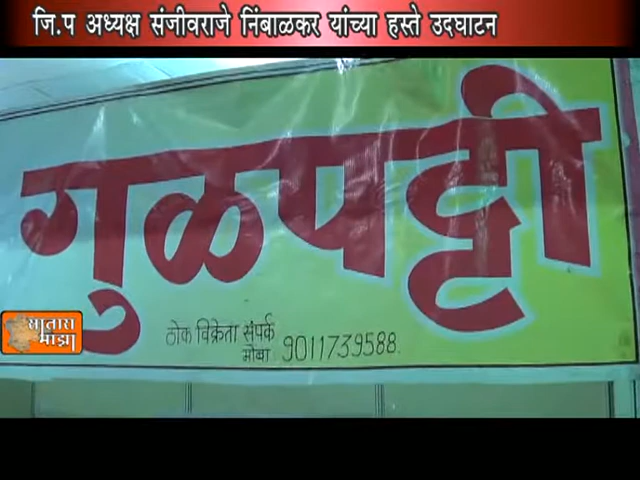 जि.प अध्यक्ष संजीवराजे निंबाळकर यांच्या हस्ते उदघाटन
गुळपट्टी
ठोक विक्रेता संपर्क
मोबा 9011739588
सातारा
माझा